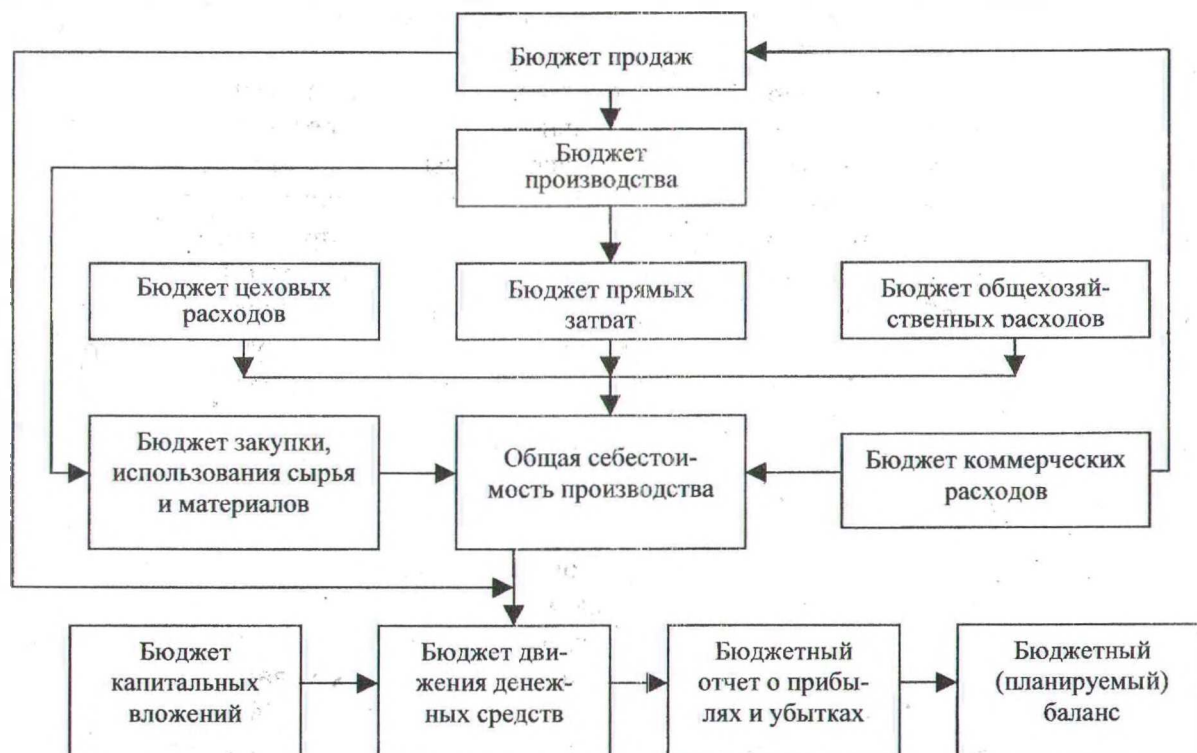 Бюджет продаж
Бюджет
производства
Бюджет цеховых
расходов
Бюджет прямых
затрат
Бюджет общехозяй-
ственных расходов
Бюджет закупки,
использования сырья
и материалов
Общая себестои-
мость производства
Бюджет коммерческих
расходов
Бюджет
капитальных
вложений
Бюджет дви-
жения денеж-
ных средств
Бюджетный
отчет о прибы-
лях и убытках
Бюджетный
(планируемый)
баланс